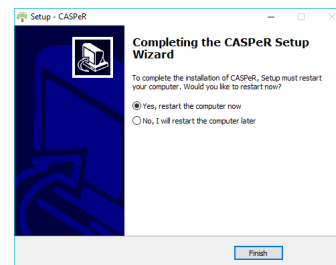 Setup - CASPeR
Completing the CASPeR Setup
Wizard
To complete the installation of CASPeR, Setup must restart
your computer. Would you like to restart now?
Yes, restart the computer now
No, I will restart the computer later
Finish